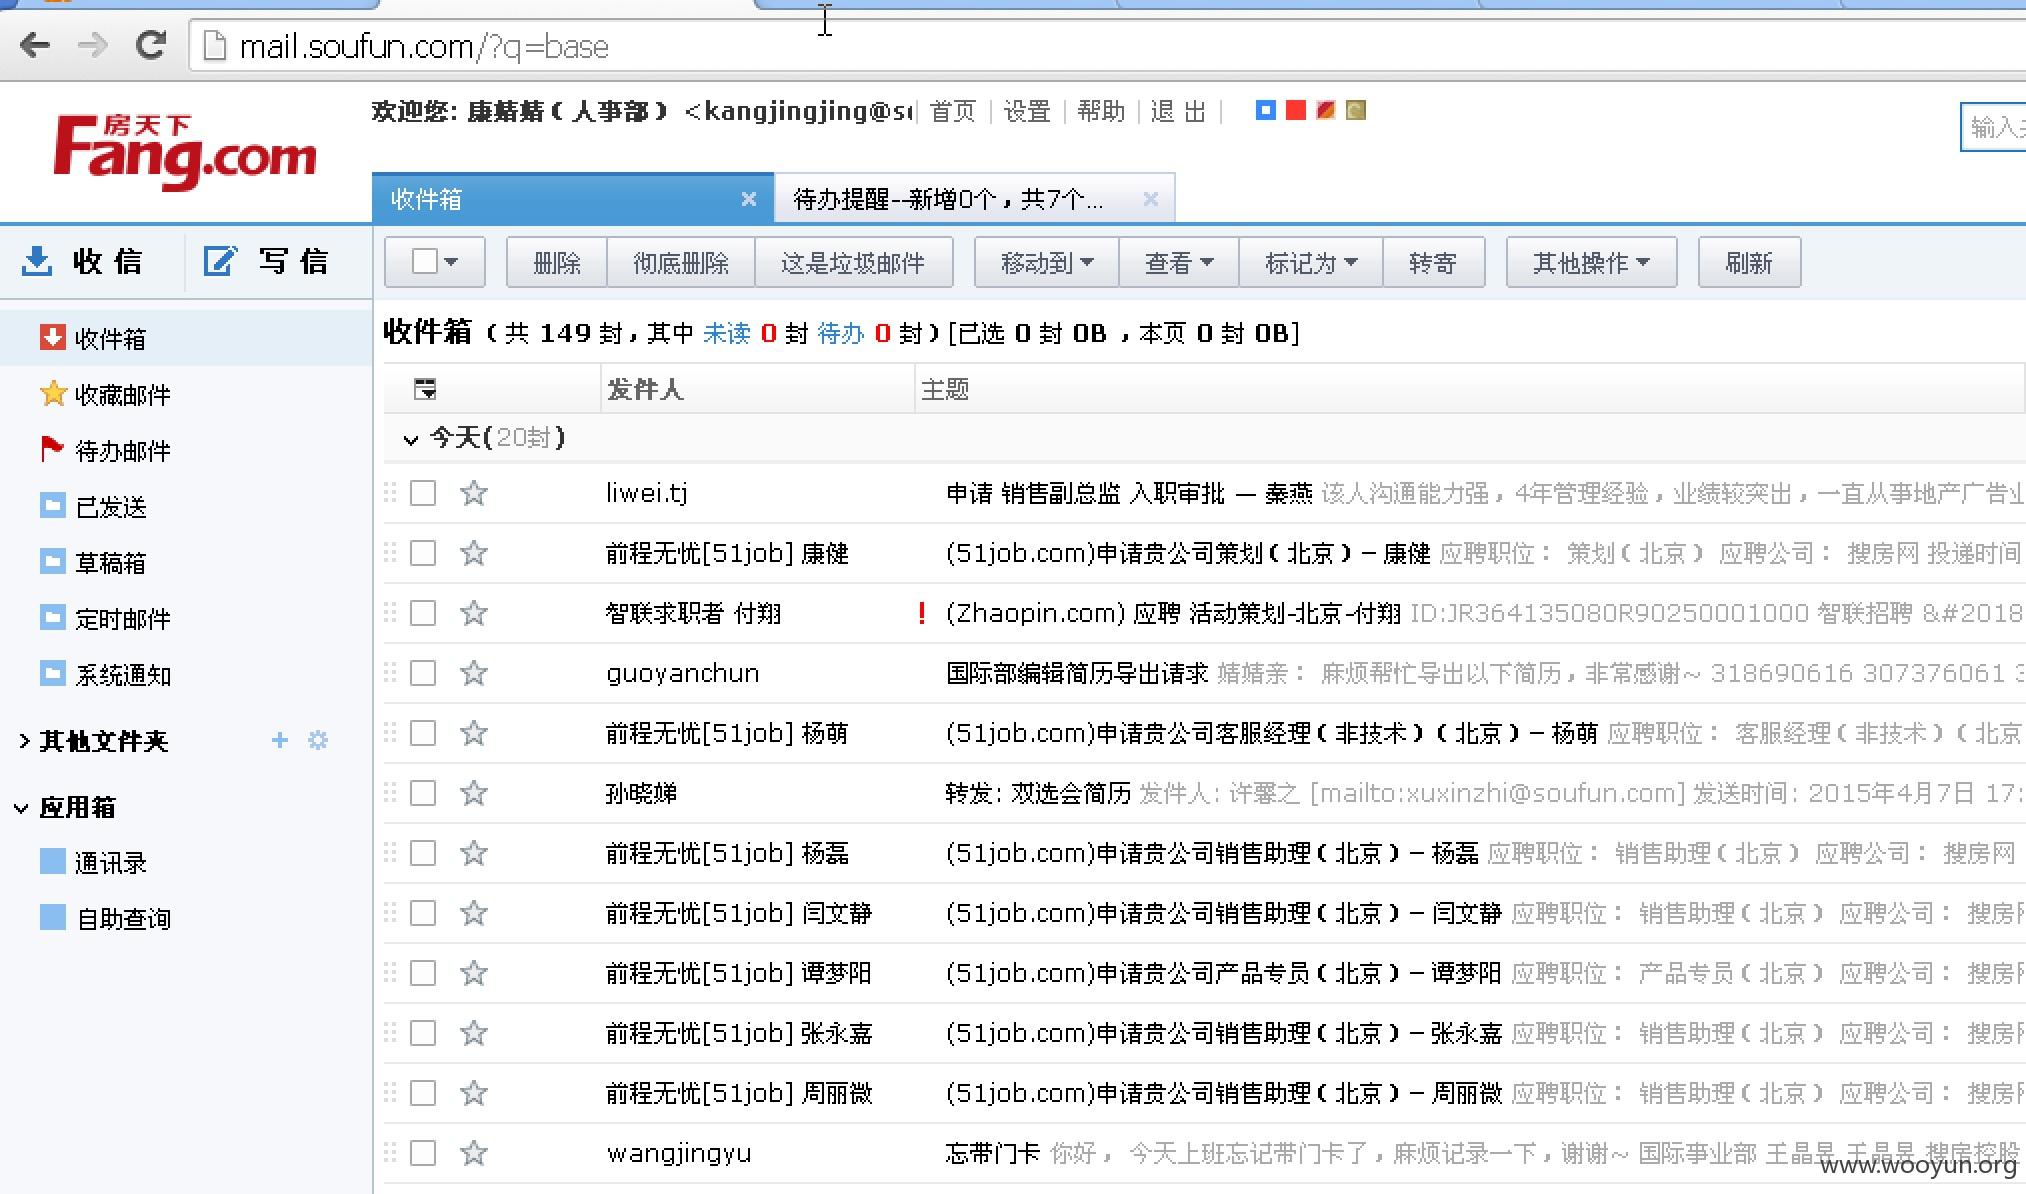 mail.soufun.com/?q=base
房天下
Fang.com
欢迎您: 康婧婧（人事部） <kangjingjing@s 首页 | 设置 | 帮助 | 退 出 |
输入
收件箱 × 待办提醒--新增0个，共7个... ×
收 信 写 信
删除 彻底删除 这是垃圾邮件 移动到 查看 标记为 转寄 其他操作 刷新
收件箱
收藏邮件
待办邮件
已发送
草稿箱
定时邮件
系统通知
其他文件夹 +
应用箱
通讯录
自助查询
收件箱（共 149 封，其中 未读 0 封 待办 0 封）[已选 0 封 0B ，本页 0 封 0B]
发件人 主题
今天(20封)
liwei.tj 申请 销售副总监 入职审批 — 秦燕 该人沟通能力强，4年管理经验，业绩较突出，一直从事地产广告业
前程无忧[51job] 康健 (51job.com)申请贵公司策划（北京）－康健 应聘职位： 策划（北京） 应聘公司： 搜房网 投递时间
智联求职者 付翔 ! (Zhaopin.com) 应聘 活动策划-北京-付翔 ID:JR364135080R90250001000 智联招聘 &#2018
guoyanchun 国际部编辑简历导出请求 婧婧亲： 麻烦帮忙导出以下简历，非常感谢~ 318690616 307376061 3
前程无忧[51job] 杨萌 (51job.com)申请贵公司客服经理（非技术）（北京）－杨萌 应聘职位： 客服经理（非技术）（北京
孙晓娣 转发: 双选会简历 发件人: 许馨之 [mailto:xuxinzhi@soufun.com] 发送时间: 2015年4月7日 17:
前程无忧[51job] 杨磊 (51job.com)申请贵公司销售助理（北京）－杨磊 应聘职位： 销售助理（北京） 应聘公司： 搜房网
前程无忧[51job] 闫文静 (51job.com)申请贵公司销售助理（北京）－闫文静 应聘职位： 销售助理（北京） 应聘公司： 搜房
前程无忧[51job] 谭梦阳 (51job.com)申请贵公司产品专员（北京）－谭梦阳 应聘职位： 产品专员（北京） 应聘公司： 搜房
前程无忧[51job] 张永嘉 (51job.com)申请贵公司销售助理（北京）－张永嘉 应聘职位： 销售助理（北京） 应聘公司： 搜房
前程无忧[51job] 周丽微 (51job.com)申请贵公司销售助理（北京）－周丽微 应聘职位： 销售助理（北京） 应聘公司： 搜房
wangjingyu 忘带门卡 你好， 今天上班忘记带门卡了，麻烦记录一下，谢谢~ 国际事业部 王晶昱 王晶昱 搜房控股
www.wooyun.org